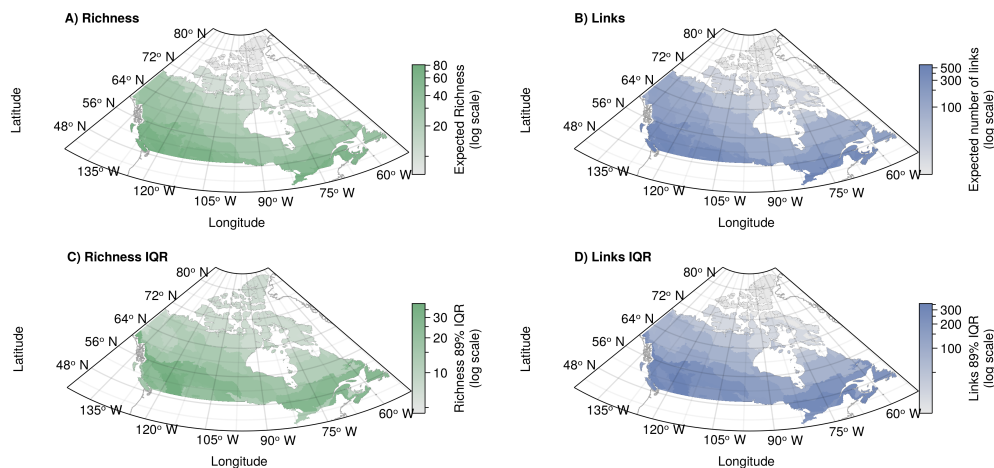 A) Richness
80° N
72° N
64° N
56° N
48° N
135° W
120° W
105° W
90° W
75° W
60° W
Latitude
Longitude
80
60
40
20
Expected Richness
(log scale)
B) Links
80° N
72° N
64° N
56° N
48° N
135° W
120° W
105° W
90° W
75° W
60° W
Latitude
Longitude
500
300
100
Expected number of links
(log scale)
C) Richness IQR
80° N
72° N
64° N
56° N
48° N
135° W
120° W
105° W
90° W
75° W
60° W
Latitude
Longitude
30
20
10
Richness 89% IQR
(log scale)
D) Links IQR
80° N
72° N
64° N
56° N
48° N
135° W
120° W
105° W
90° W
75° W
60° W
Latitude
Longitude
300
200
100
Links 89% IQR
(log scale)